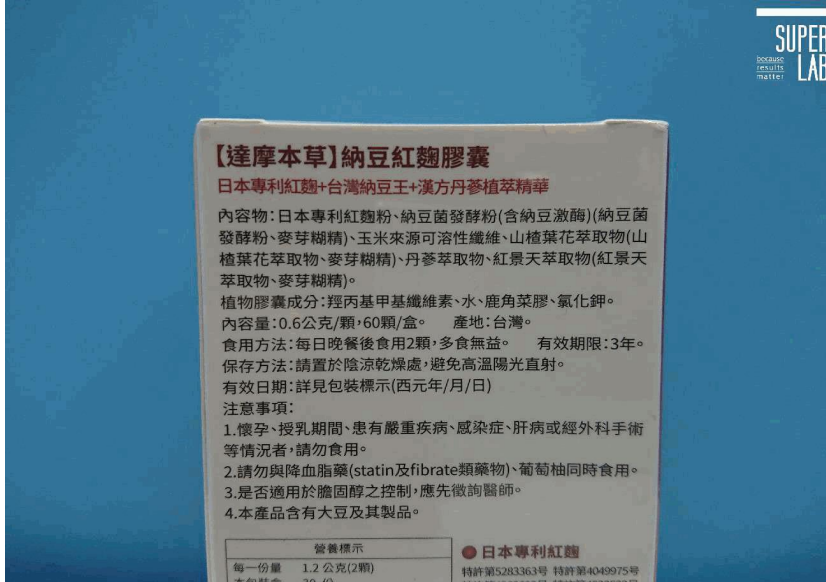 SUPER
LAB
because
results
matter
【達摩本草】納豆紅麴膠囊
日本專利紅麴+台灣納豆王+漢方丹蔘植萃精華
內容物:日本專利紅麴粉、納豆菌發酵粉(含納豆激酶)(納豆菌
發酵粉、麥芽糊精)、玉米來源可溶性纖維、山楂葉花萃取物(山
楂葉花萃取物、麥芽糊精)、丹蔘萃取物、紅景天萃取物(紅景天
萃取物、麥芽糊精)。
植物膠囊成分:羥丙基甲基纖維素、水、鹿角菜膠、氯化鉀。
內容量:0.6公克/顆,60顆/盒。 產地:台灣。
食用方法:每日晚餐後食用2顆,多食無益。 有效期限:3年。
保存方法:請置於陰涼乾燥處,避免高溫陽光直射。
有效日期:詳見包裝標示(西元年/月/日)
注意事項:
1.懷孕、授乳期間、患有嚴重疾病、感染症、肝病或經外科手術
等情況者,請勿食用。
2.請勿與降血脂藥(statin及fibrate類藥物)、葡萄柚同時食用。
3.是否適用於膽固醇之控制,應先徵詢醫師。
4.本產品含有大豆及其製品。
營養標示
每一份量 1.2 公克(2顆)
日本專利紅麴
特許第5283363号 特許第4049975号